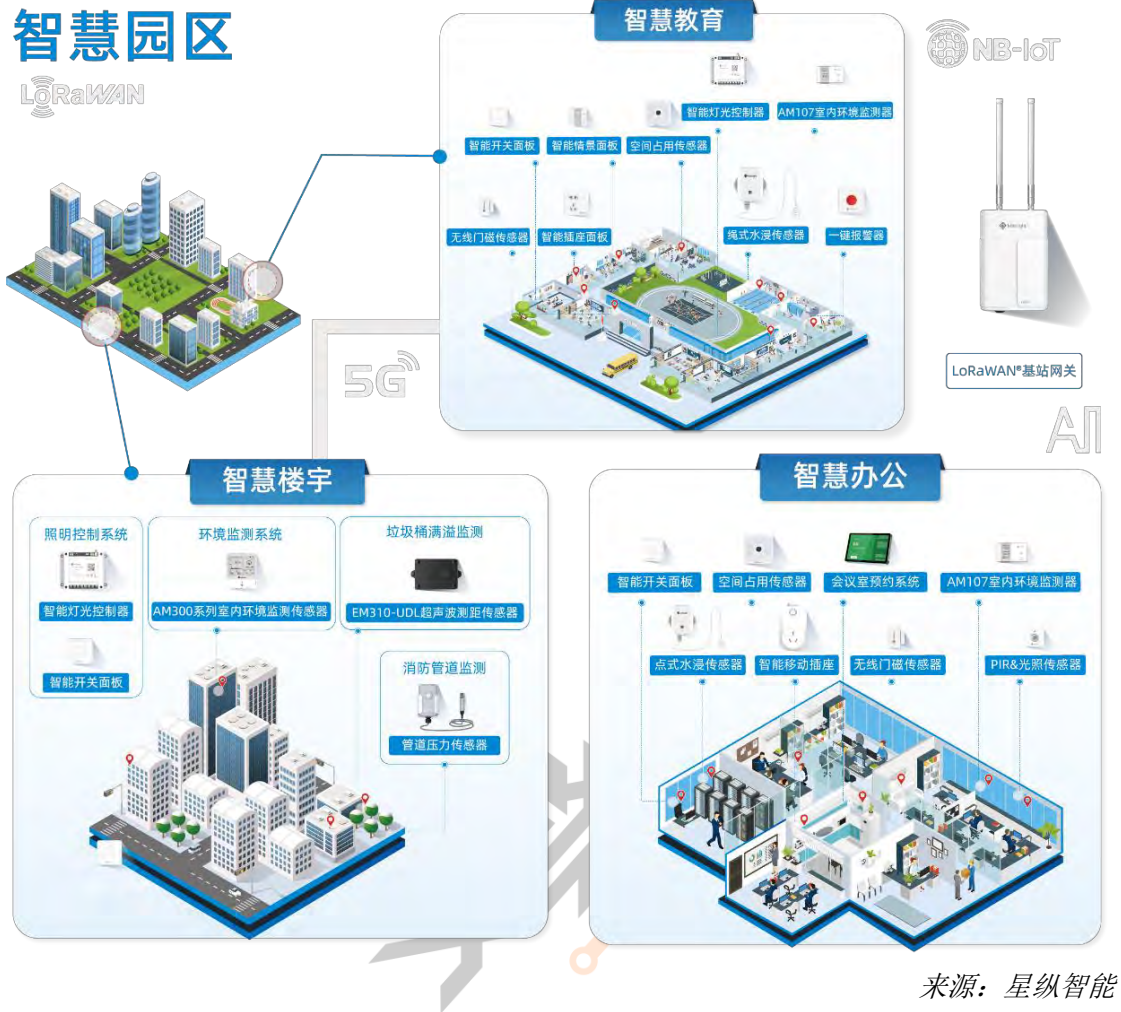 智慧园区
LoRaWAN
智慧教育
NB-IoT
智能灯光控制器
AM107室内环境监测器
智能开关面板
智能情景面板
空间占用传感器
无线门磁传感器
智能插座面板
绳式水浸传感器
一键报警器
5G
LoRaWAN®基站网关
AI
智慧楼宇
照明控制系统
智能灯光控制器
智能开关面板
环境监测系统
AM300系列室内环境监测传感器
垃圾桶满溢监测
EM310-UDL超声波测距传感器
消防管道监测
管道压力传感器
智慧办公
智能开关面板
空间占用传感器
会议室预约系统
AM107室内环境监测器
点式水浸传感器
智能移动插座
无线门磁传感器
PIR&光照传感器
来源：星纵智能